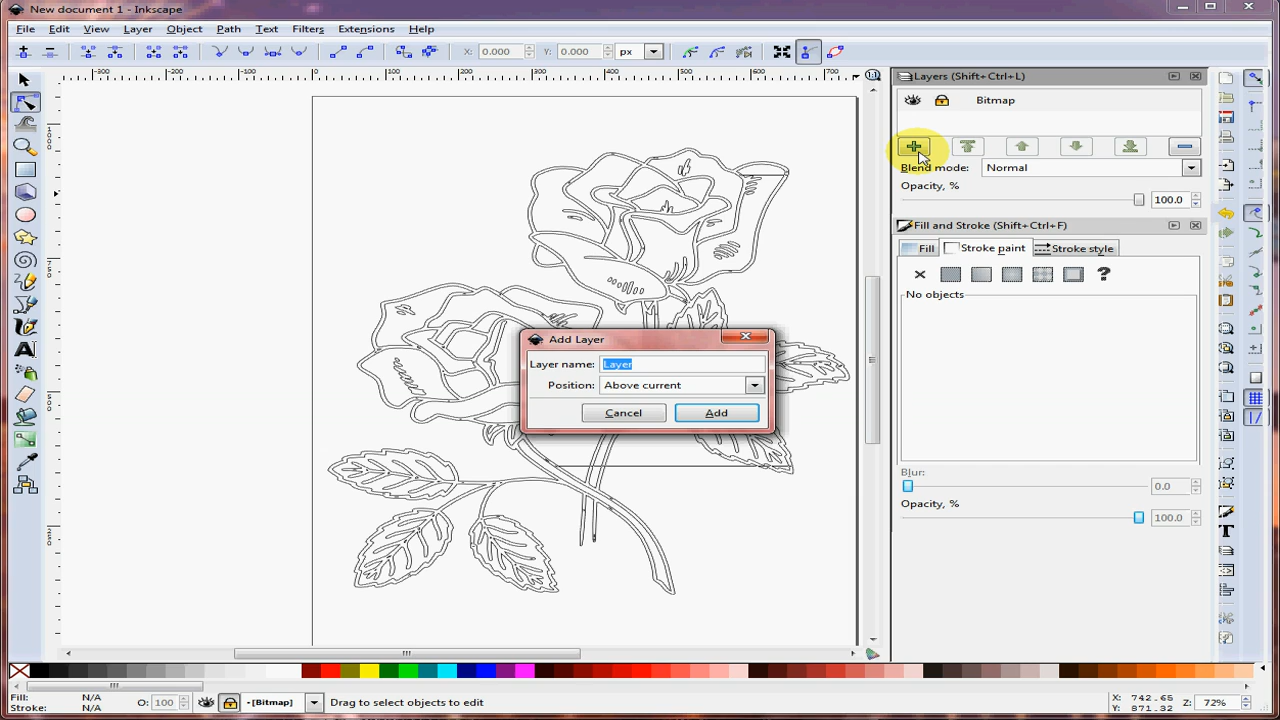 New document 1 - Inkscape
File Edit View Layer Object Path Text Filters Extensions Help
X: 0.000 Y: 0.000 px
Layers (Shift+Ctrl+L)
Bitmap
Blend mode: Normal
Opacity, % 100.0
Fill and Stroke (Shift+Ctrl+F)
Fill Stroke paint Stroke style
No objects
Add Layer
Layer name: Layer
Position: Above current
Cancel Add
Blur: 0.0
Opacity, % 100.0
Fill: N/A
Stroke: N/A
O: 100
[Bitmap]
Drag to select objects to edit
X: 742.65
Y: 871.32
Z: 72%